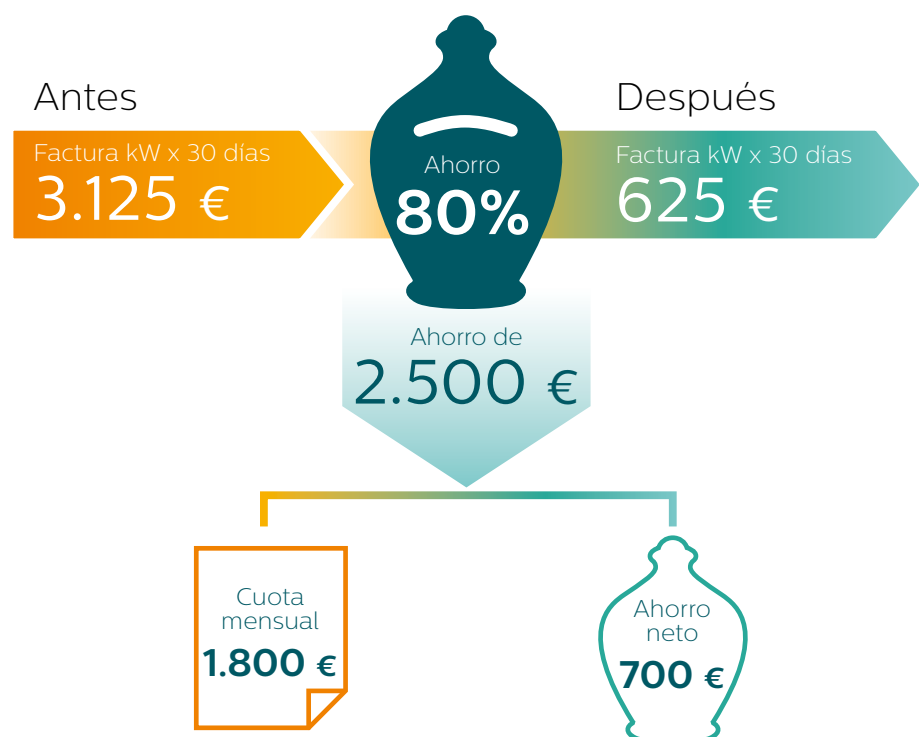 Antes
Factura kW x 30 días
3.125 €
Ahorro
80%
Después
Factura kW x 30 días
625 €
Ahorro de
2.500 €
Cuota
mensual
1.800 €
Ahorro
neto
700 €